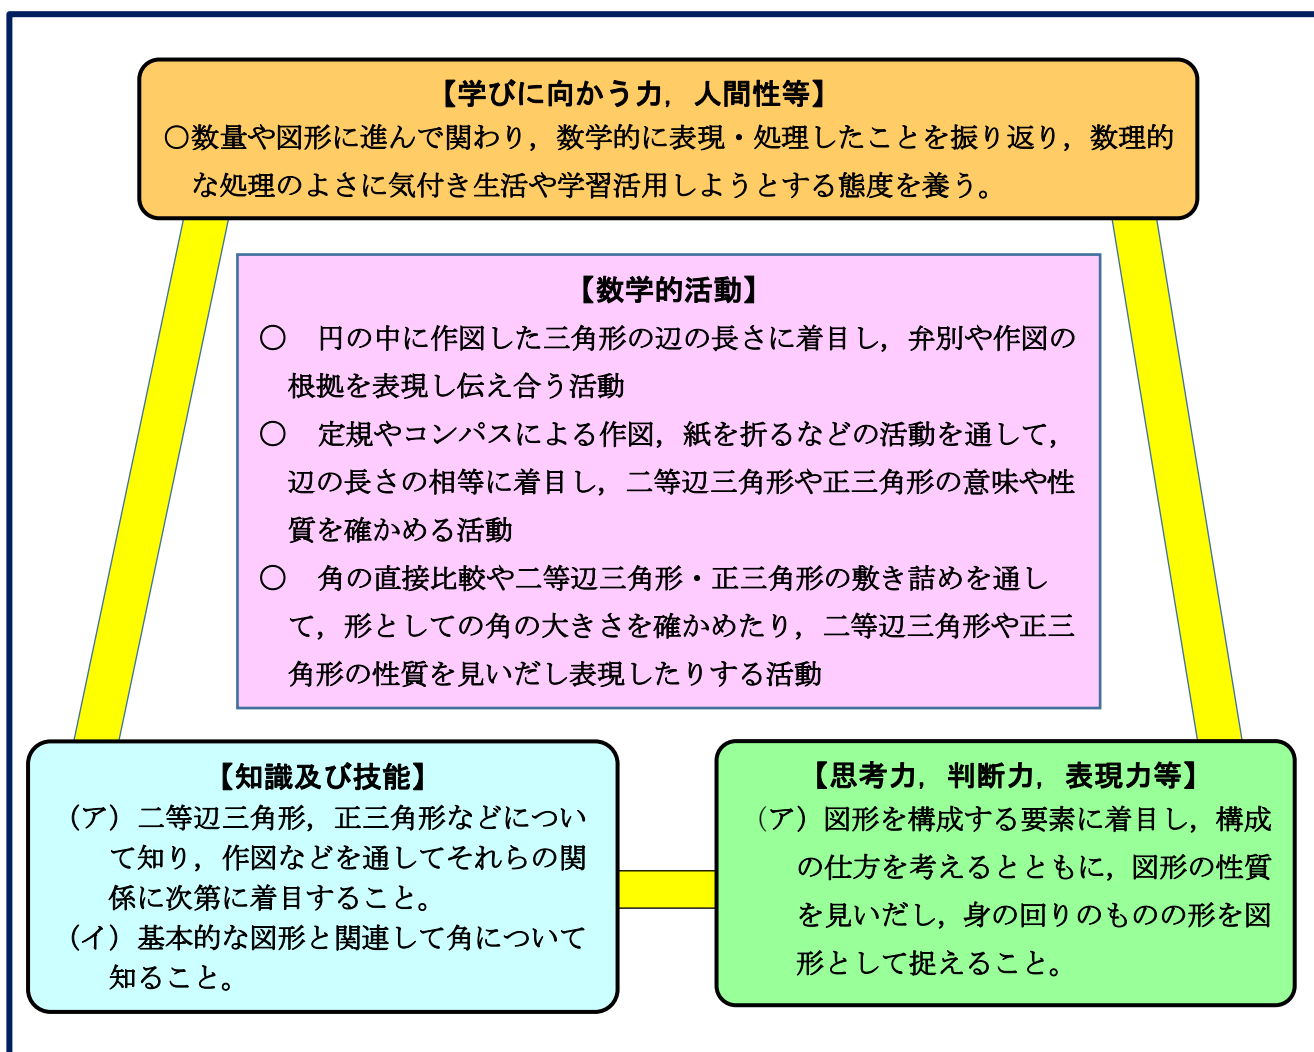 【学びに向かう力，人間性等】
〇数量や図形に進んで関わり，数学的に表現・処理したことを振り返り，数理的
な処理のよさに気付き生活や学習活用しようとする態度を養う。
【数学的活動】
〇　円の中に作図した三角形の辺の長さに着目し，弁別や作図の
根拠を表現し伝え合う活動
〇　定規やコンパスによる作図，紙を折るなどの活動を通して，
辺の長さの相等に着目し，二等辺三角形や正三角形の意味や性
質を確かめる活動
〇　角の直接比較や二等辺三角形・正三角形の敷き詰めを通し
て，形としての角の大きさを確かめたり，二等辺三角形や正三
角形の性質を見いだし表現したりする活動
【知識及び技能】
（ア）二等辺三角形，正三角形などについ
て知り，作図などを通してそれらの関
係に次第に着目すること。
（イ）基本的な図形と関連して角について
知ること。
【思考力，判断力，表現力等】
（ア）図形を構成する要素に着目し，構成
の仕方を考えるとともに，図形の性質
を見いだし，身の回りのものの形を図
形として捉えること。